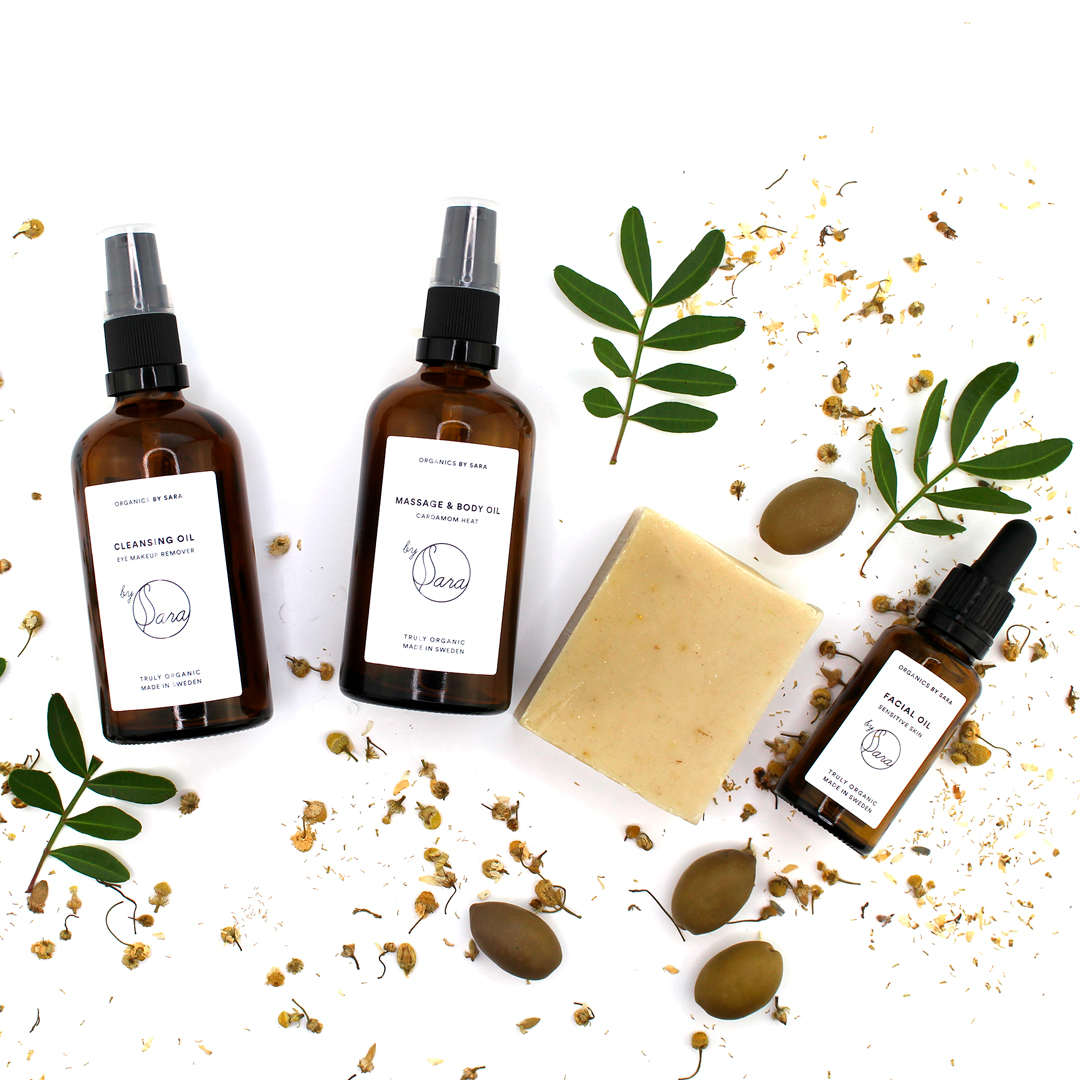 ORGANICS BY SARA
CLEANSING OIL
EYE MAKEUP REMOVER
by Sara
TRULY ORGANIC
MADE IN SWEDEN
ORGANICS BY SARA
MASSAGE & BODY OIL
CARDAMOM HEAT
by Sara
TRULY ORGANIC
MADE IN SWEDEN
ORGANICS BY SARA
FACIAL OIL
SENSITIVE SKIN
by Sara
TRULY ORGANIC
MADE IN SWEDEN